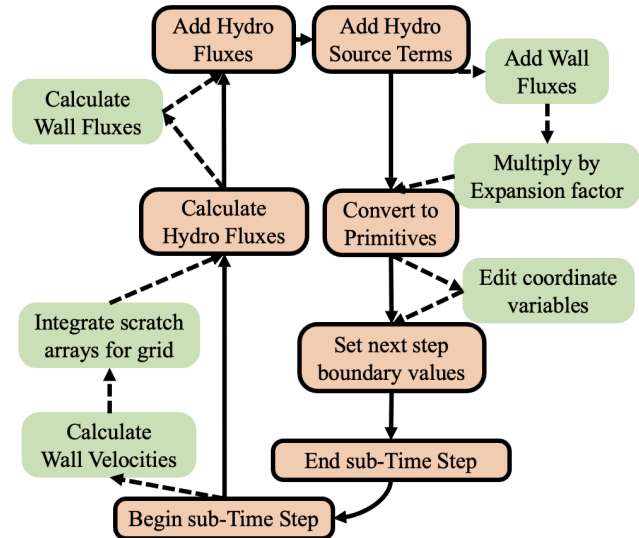 Add Hydro
Fluxes
Add Hydro
Source Terms
Add Wall
Fluxes
Calculate
Wall Fluxes
Multiply by
Expansion factor
Calculate
Hydro Fluxes
Convert to
Primitives
Edit coordinate
variables
Integrate scratch
arrays for grid
Set next step
boundary values
Calculate
Wall Velocities
End sub-Time Step
Begin sub-Time Step